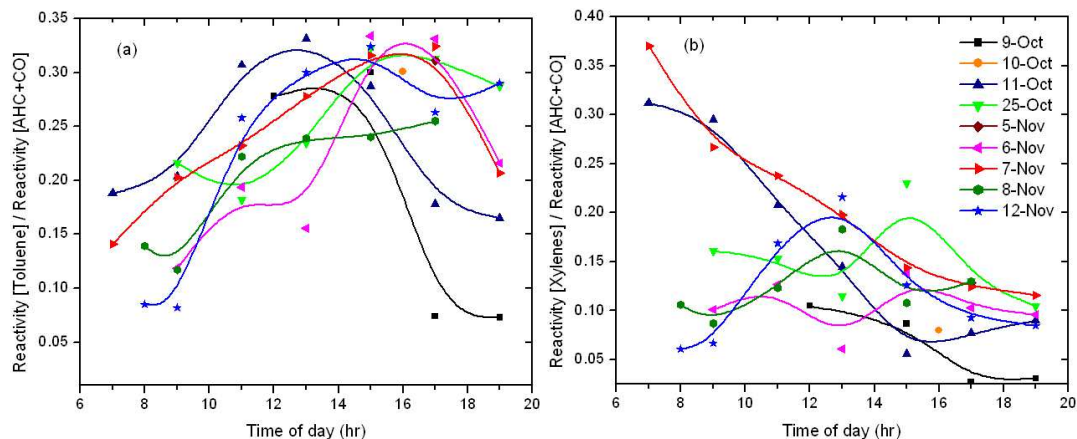 (a)
Reactivity [Toluene] / Reactivity [AHC+CO]
0.35
0.30
0.25
0.20
0.15
0.10
0.05
0.00
6
8
10
12
14
16
18
20
Time of day (hr)
(b)
Reactivity [Xylenes] / Reactivity [AHC+CO]
0.40
0.35
0.30
0.25
0.20
0.15
0.10
0.05
6
8
10
12
14
16
18
20
Time of day (hr)
9-Oct
10-Oct
11-Oct
25-Oct
5-Nov
6-Nov
7-Nov
8-Nov
12-Nov